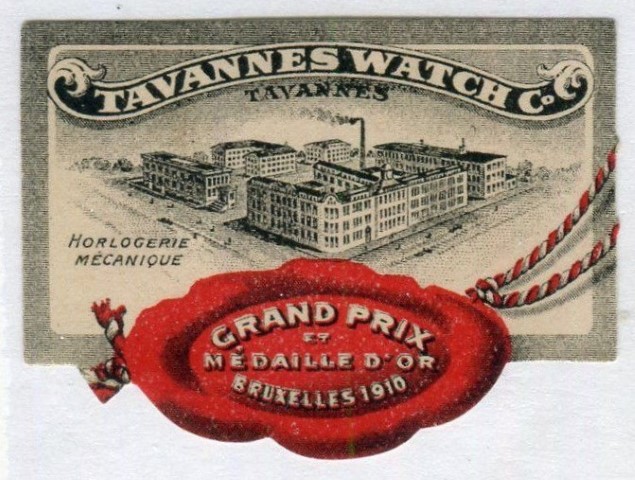 TAVANNES WATCH Co
TAVANNES
HORLOGERIE
MÉCANIQUE
GRAND PRIX
ET
MÉDAILLE D'OR
BRUXELLES 1910